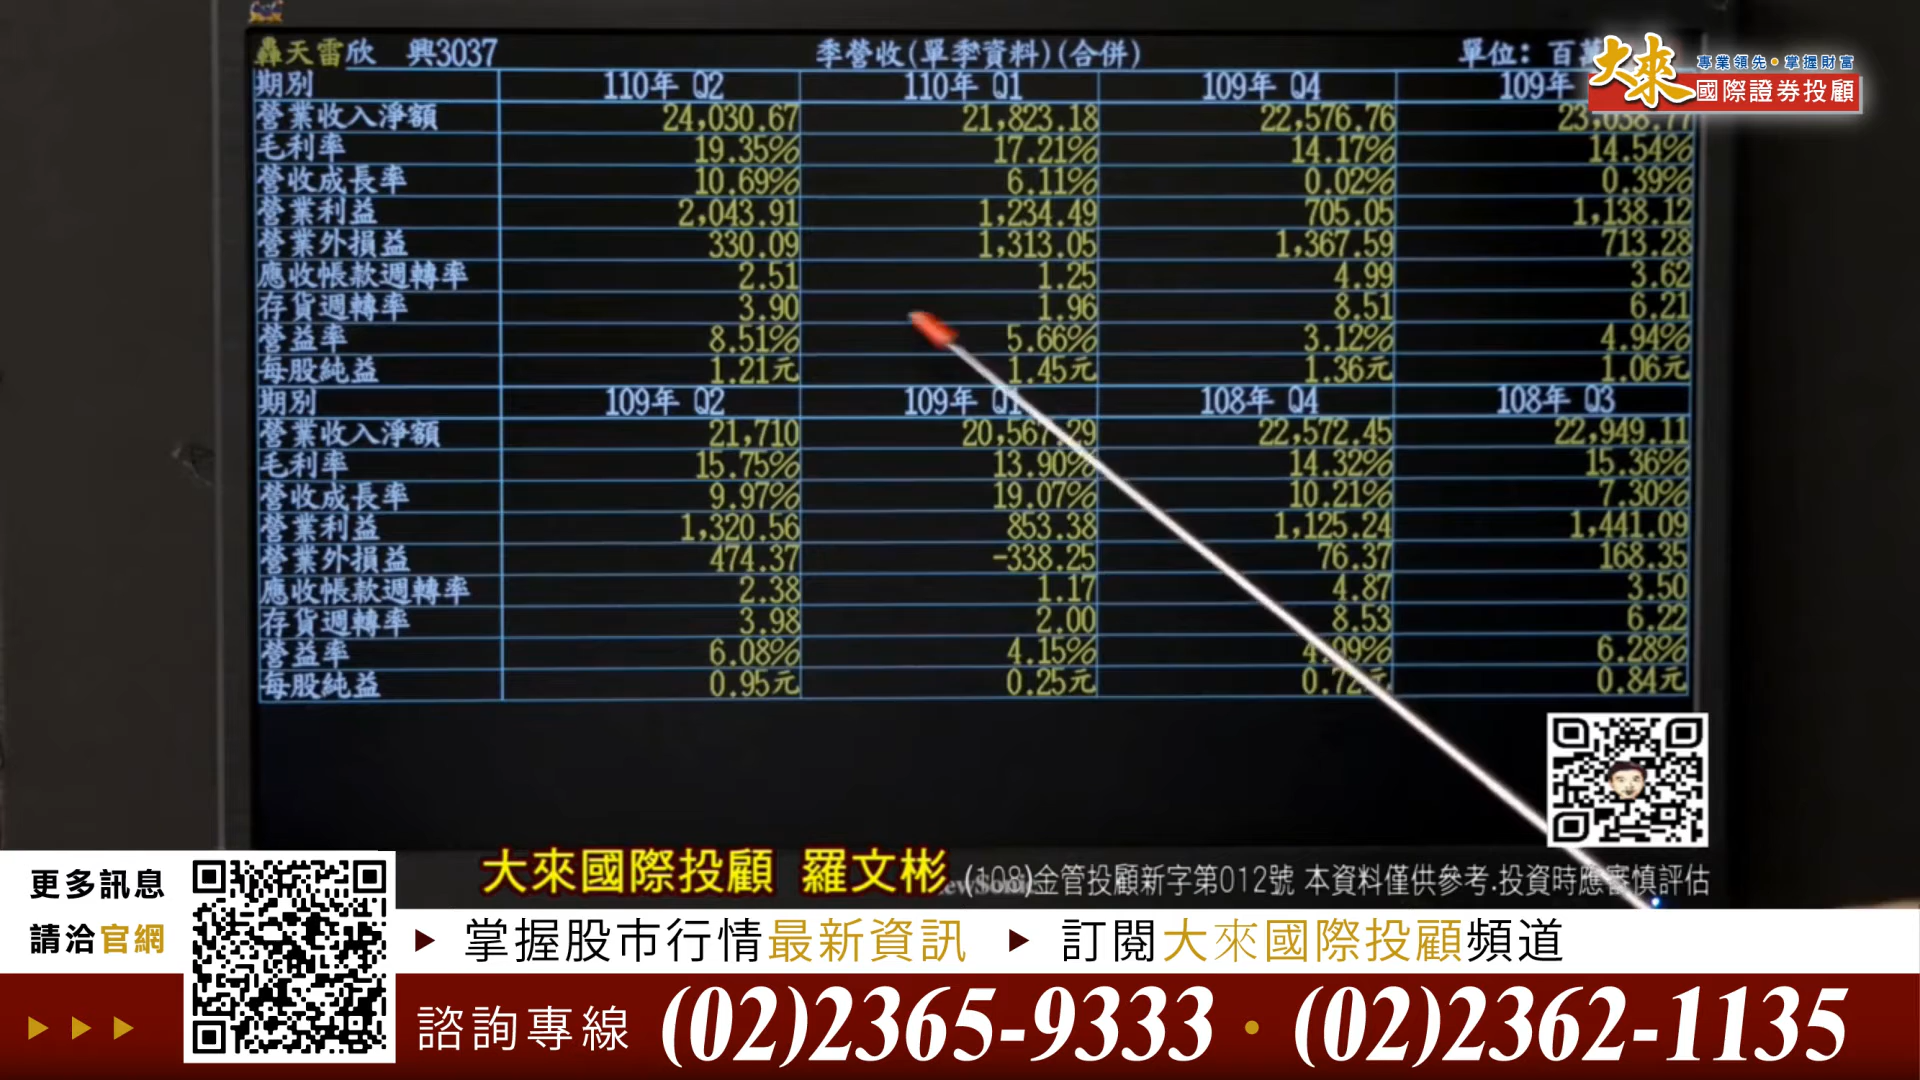 轟天雷欣 興3037 季營收(單季資料)(合併) 單位: 百
大來 專業領先•掌握財富
國際證券投顧
期別 110年 Q2 110年 Q1 109年 Q4 109年
營業收入淨額 24,030.67 21,823.18 22,576.76 23,038.77
毛利率 19.35% 17.21% 14.17% 14.54%
營收成長率 10.69% 6.11% 0.02% 0.39%
營業利益 2,043.91 1,234.49 705.05 1,138.12
營業外損益 330.09 1,313.05 1,367.59 713.28
應收帳款週轉率 2.51 1.25 4.99 3.62
存貨週轉率 3.90 1.96 8.51 6.21
營益率 8.51% 5.66% 3.12% 4.94%
每股純益 1.21元 1.45元 1.36元 1.06元
期別 109年 Q2 109年 Q1 108年 Q4 108年 Q3
營業收入淨額 21,710 20,567.29 22,572.45 22,949.11
毛利率 15.75% 13.90% 14.32% 15.36%
營收成長率 9.97% 19.07% 10.21% 7.30%
營業利益 1,320.56 853.38 1,125.24 1,441.09
營業外損益 474.37 -338.25 76.37 168.35
應收帳款週轉率 2.38 1.17 4.87 3.50
存貨週轉率 3.98 2.00 8.53 6.22
營益率 6.08% 4.15% 4.99% 6.28%
每股純益 0.95元 0.25元 0.72元 0.84元
大來國際投顧 羅文彬 (108)金管投顧新字第012號 本資料僅供參考.投資時應審慎評估
更多訊息
請洽官網
掌握股市行情最新資訊 訂閱大來國際投顧頻道
諮詢專線 (02)2365-9333•(02)2362-1135